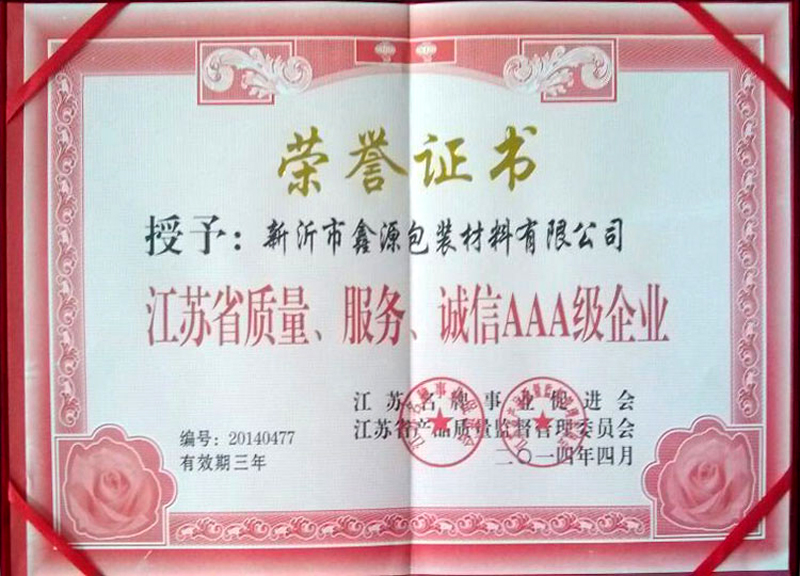 荣誉证书
授予：新沂市鑫源包装材料有限公司
江苏省质量、服务、诚信AAA级企业
江苏名牌事业促进会
江苏省产品质量监督管理委员会
二〇一四年四月
编号：20140477
有效期三年